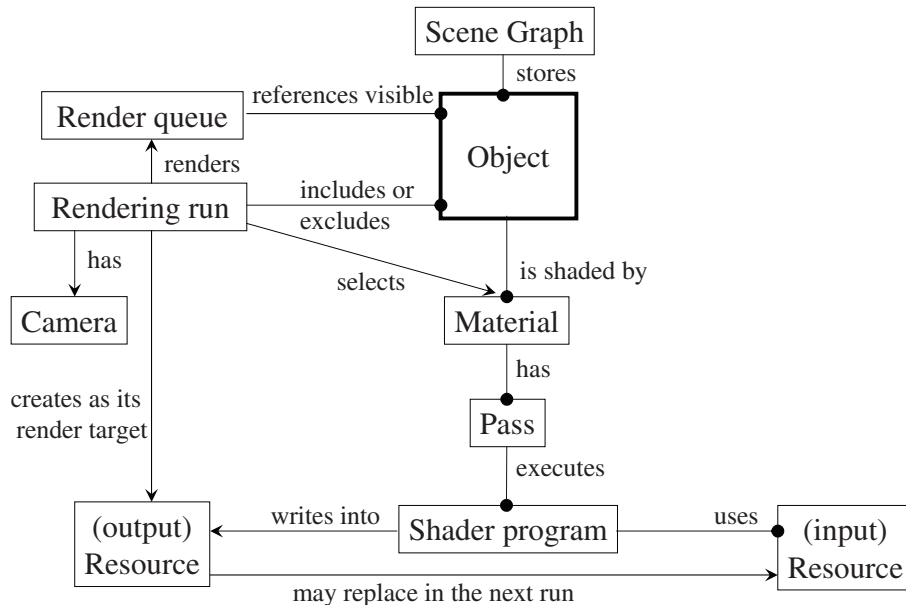 Scene Graph
stores
references visible
Render queue
Object
renders
includes or
excludes
Rendering run
has
selects
is shaded by
Camera
Material
has
creates as its
render target
Pass
executes
(output)
Resource
writes into
Shader program
uses
(input)
Resource
may replace in the next run